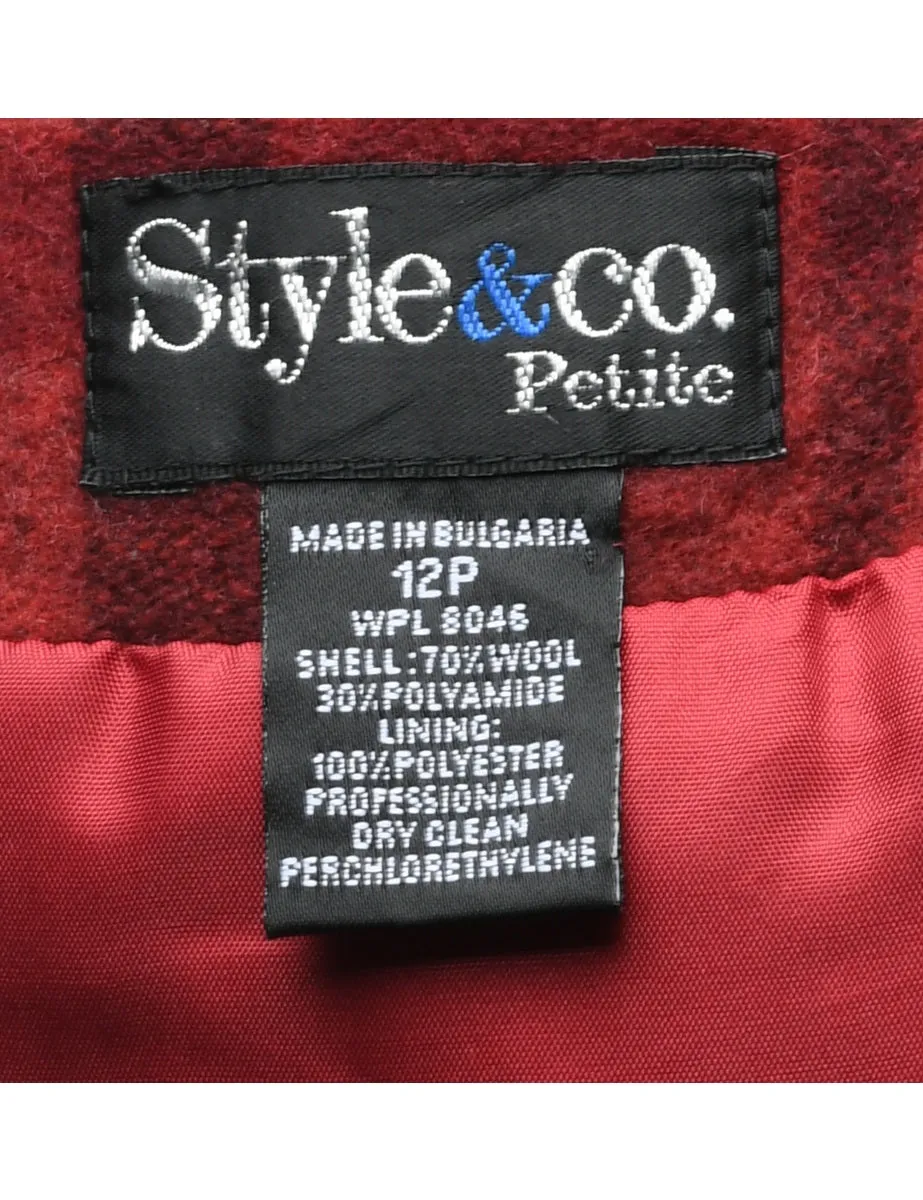 Style&co.
Petite
MADE IN BULGARIA
12P
WPL 8046
SHELL:70%WOOL
30%POLYAMIDE
LINING:
100%POLYESTER
PROFESSIONALLY
DRY CLEAN
PERCHLORETHYLENE